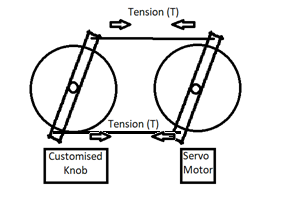 Tension (T)
Tension (T)
Customised
Knob
Servo
Motor